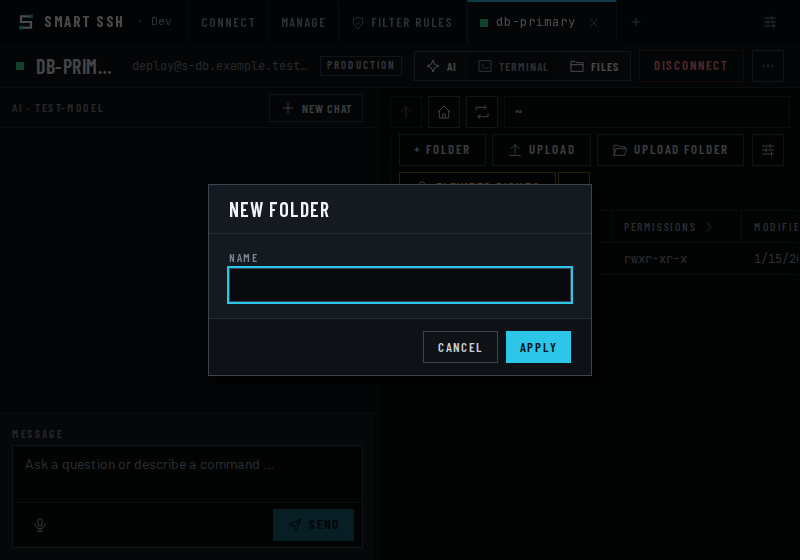 SMART SSH · Dev CONNECT MANAGE FILTER RULES db-primary
DB-PRIM… deploy@s-db.example.test… PRODUCTION AI TERMINAL FILES DISCONNECT
AI · TEST-MODEL NEW CHAT ~
+ FOLDER UPLOAD UPLOAD FOLDER
NEW FOLDER
PERMISSIONS
NAME
rwxr-xr-x 1/15/20
CANCEL APPLY
MESSAGE
Ask a question or describe a command …
SEND